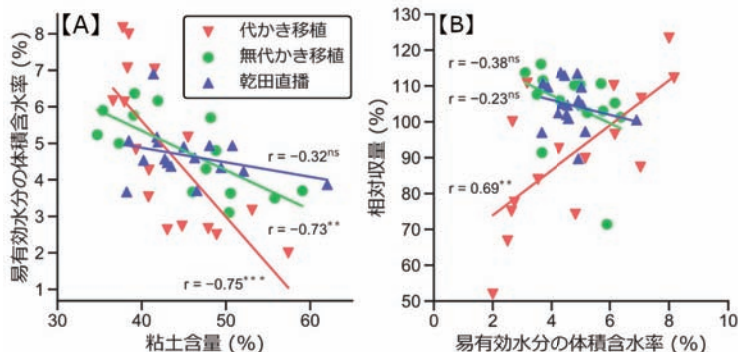 【A】
易有効水分の体積含水率 (%)
8
7
6
5
4
3
2
1
30
40
50
60
70
粘土含量 (%)
代かき移植
無代かき移植
乾田直播
r = −0.32ns
r = −0.73**
r = −0.75***
【B】
相対収量 (%)
130
120
110
100
90
80
70
60
50
0
2
4
6
8
10
易有効水分の体積含水率 (%)
r = −0.38ns
r = −0.23ns
r = 0.69**